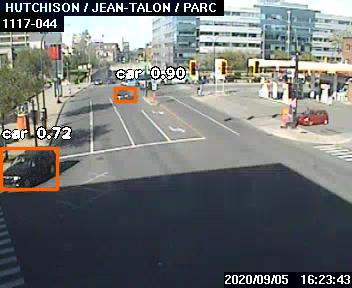 HUTCHISON / JEAN-TALON / PARC
1117-044
car 0.90
car 0.72
2020/09/05 16:23:43